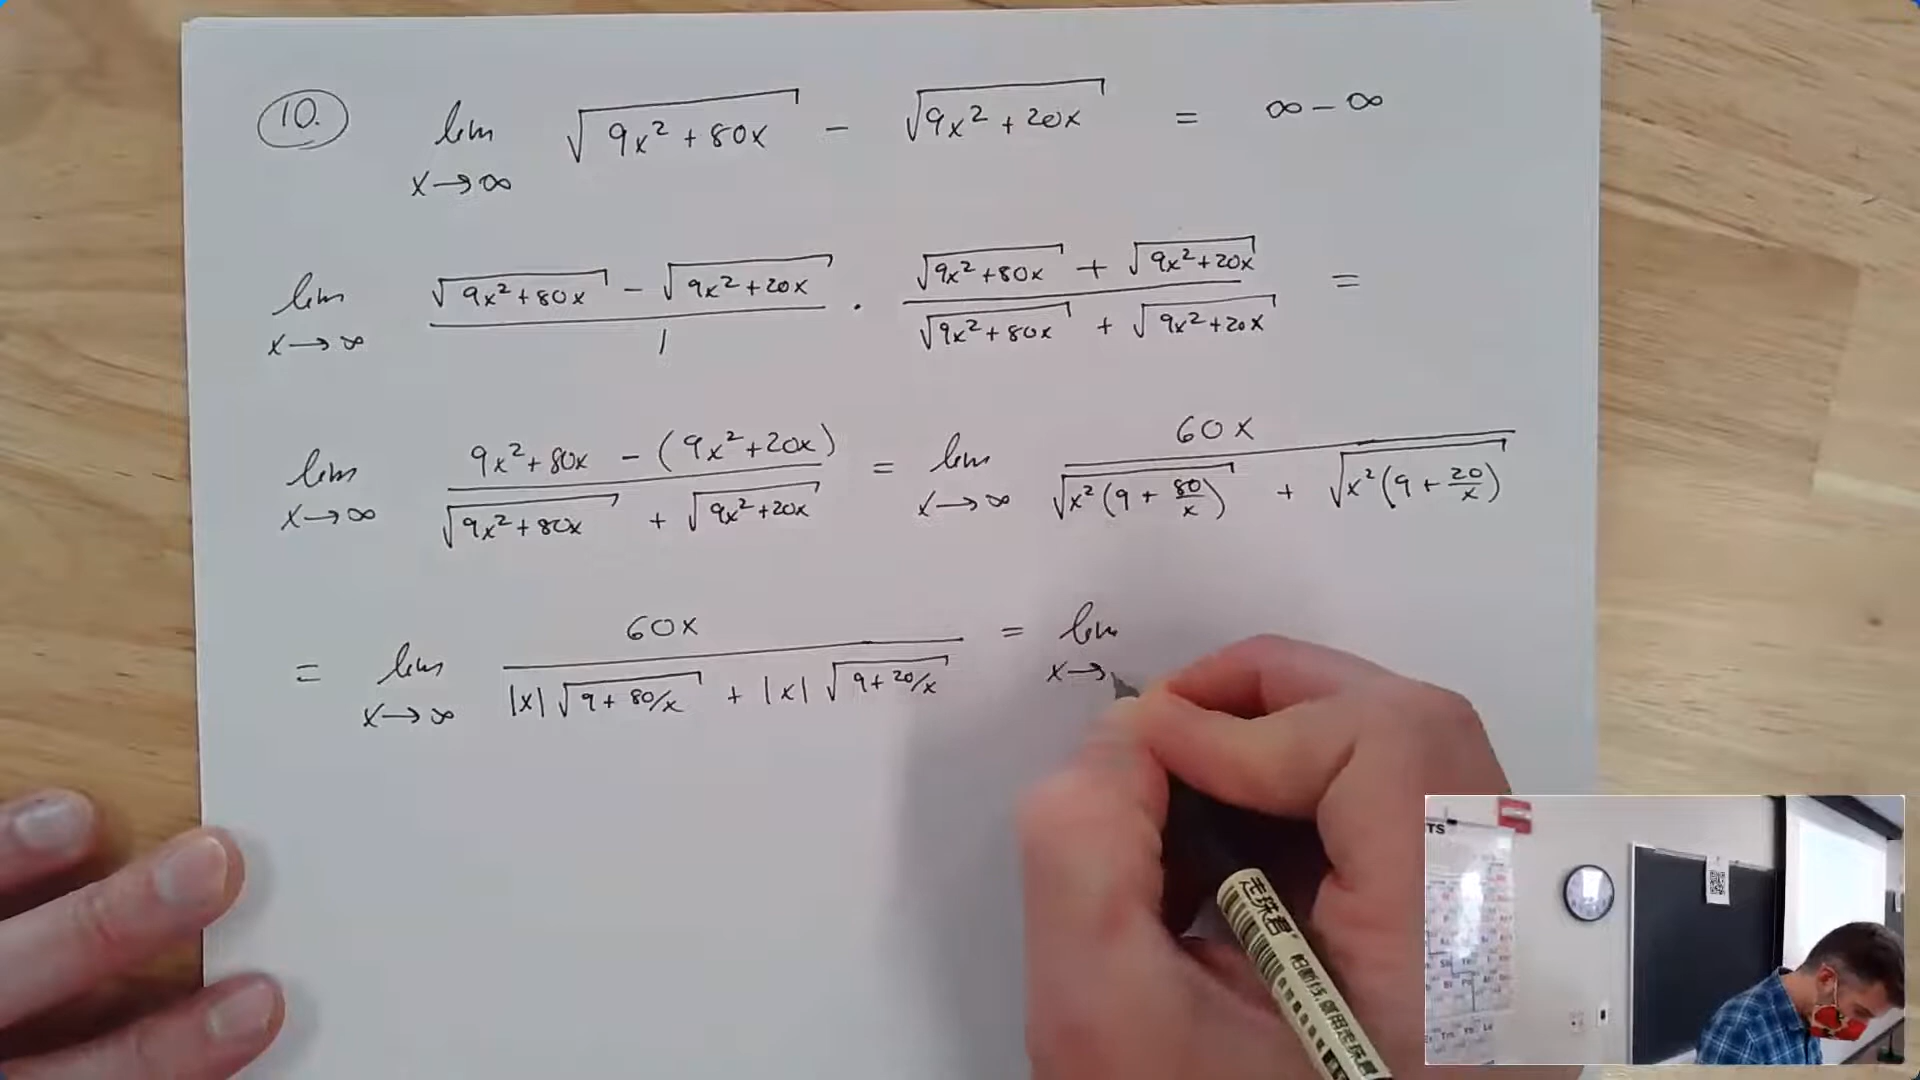 10. lim x→∞ √(9x² + 80x) − √(9x² + 20x) = ∞ − ∞
lim x→∞ (√(9x² + 80x) − √(9x² + 20x))/1 · (√(9x² + 80x) + √(9x² + 20x))/(√(9x² + 80x) + √(9x² + 20x)) =
lim x→∞ (9x² + 80x − (9x² + 20x))/(√(9x² + 80x) + √(9x² + 20x)) = lim x→∞ 60x/(√(x²(9 + 80/x)) + √(x²(9 + 20/x)))
= lim x→∞ 60x/(|x|√(9 + 80/x) + |x|√(9 + 20/x)) = lim x→
TS